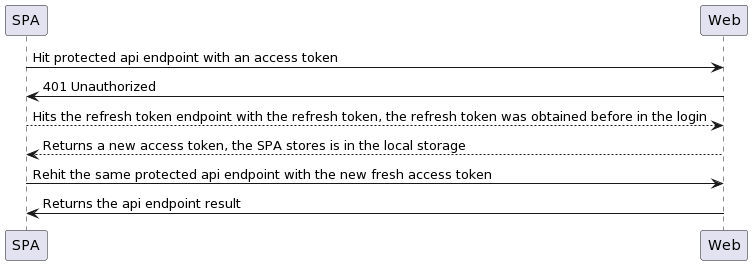 SPA Web
Hit protected api endpoint with an access token
401 Unauthorized
Hits the refresh token endpoint with the refresh token, the refresh token was obtained before in the login
Returns a new access token, the SPA stores is in the local storage
Rehit the same protected api endpoint with the new fresh access token
Returns the api endpoint result
SPA Web